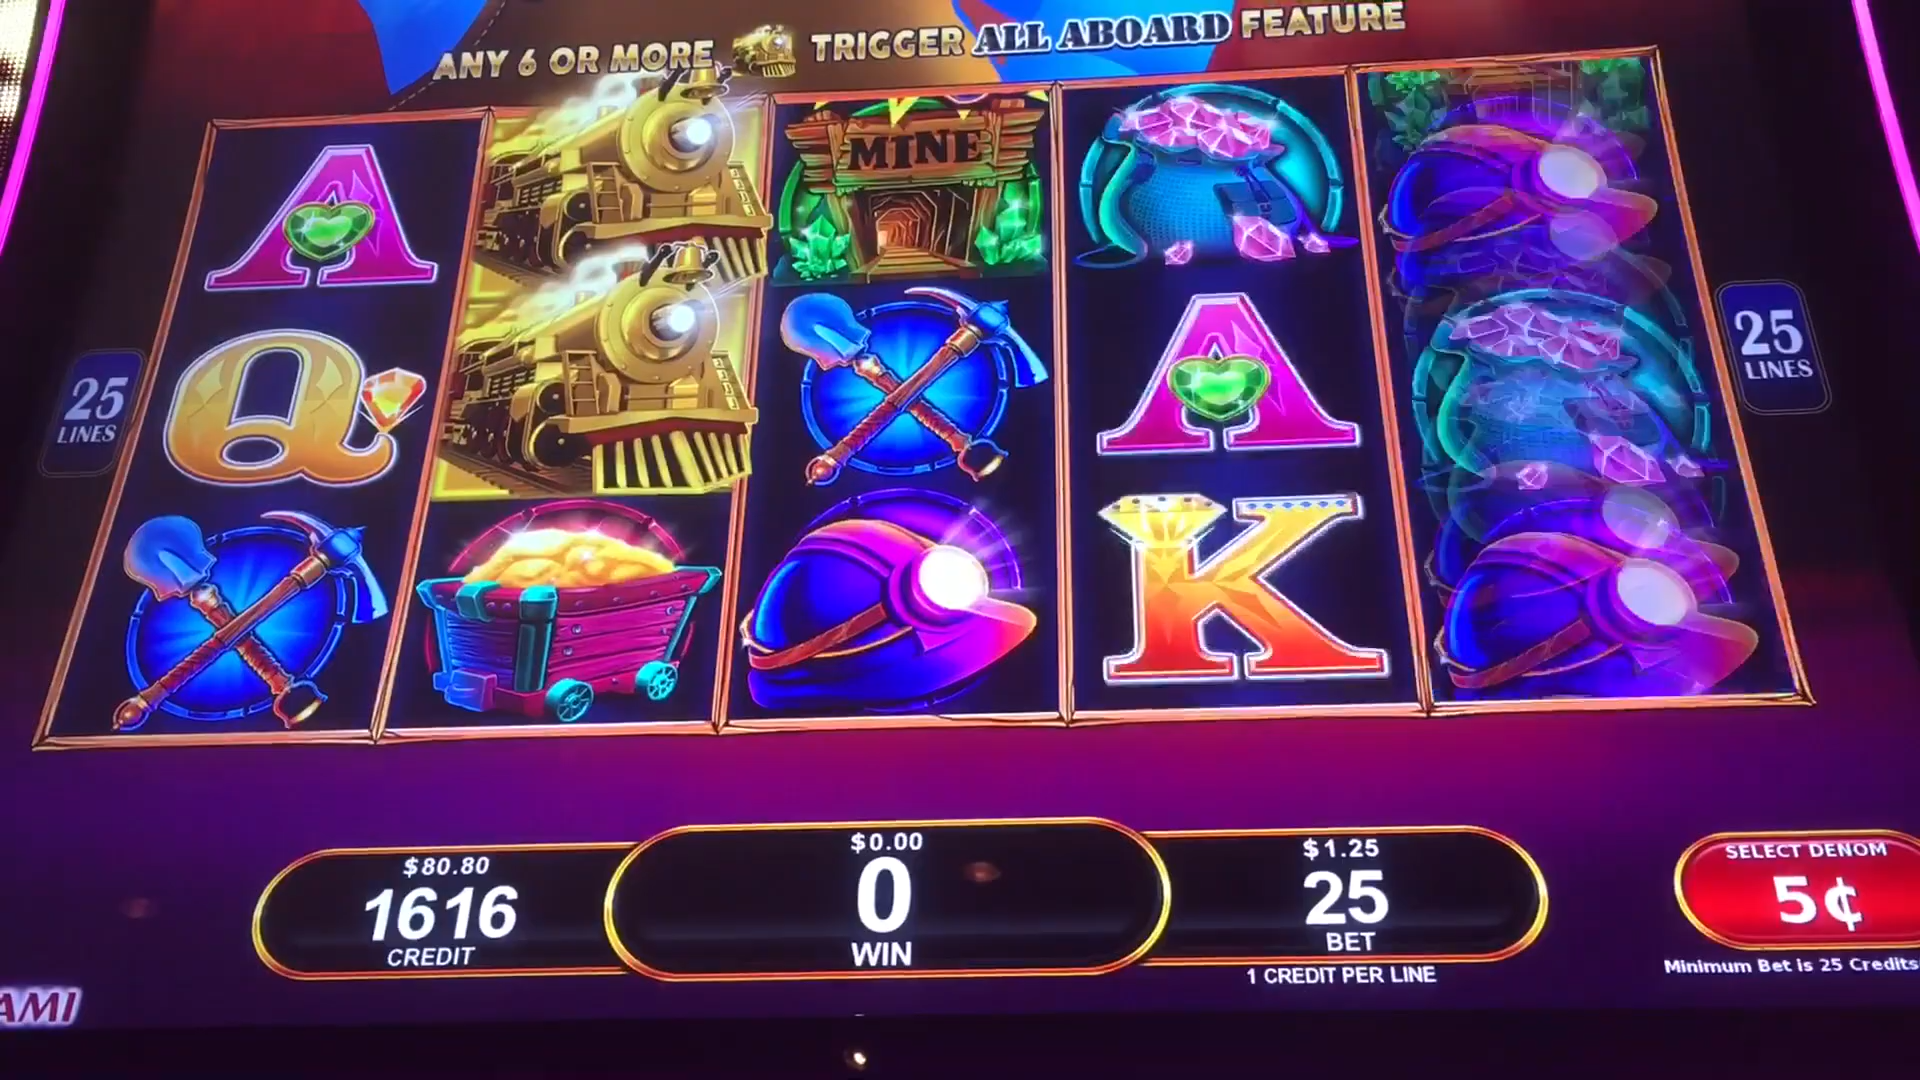 ANY 6 OR MORE TRIGGER ALL ABOARD FEATURE
A
MINE
25
LINES
Q
A
25
LINES
K
$80.80
1616
CREDIT
$0.00
0
WIN
$1.25
25
BET
1 CREDIT PER LINE
SELECT DENOM
5¢
Minimum Bet is 25 Credits
AMI